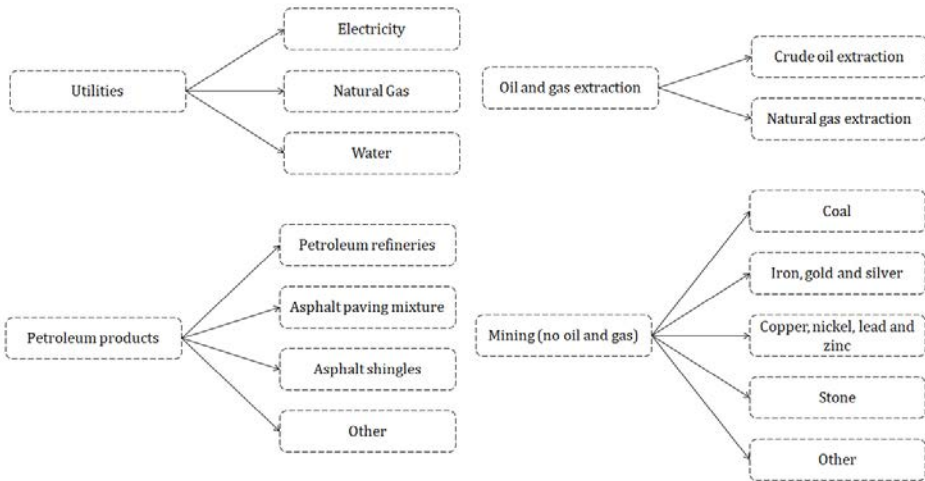 Utilities
Electricity
Natural Gas
Water
Oil and gas extraction
Crude oil extraction
Natural gas extraction
Petroleum products
Petroleum refineries
Asphalt paving mixture
Asphalt shingles
Other
Mining (no oil and gas)
Coal
Iron, gold and silver
Copper, nickel, lead and
zinc
Stone
Other